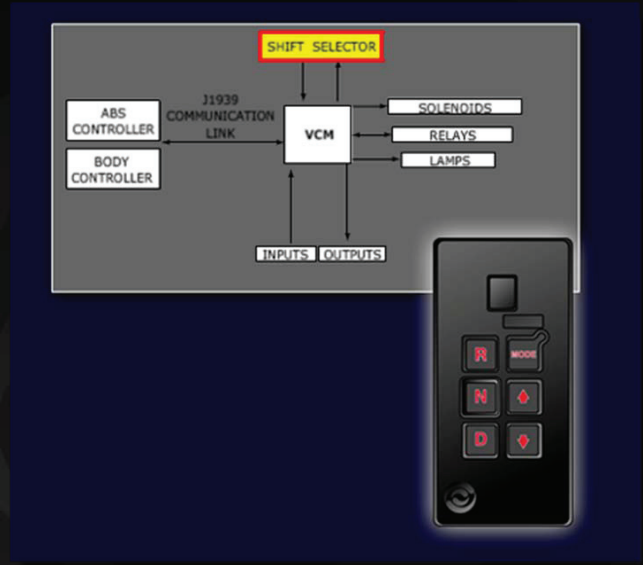 SHIFT SELECTOR
J1939
COMMUNICATION
LINK
ABS
CONTROLLER
BODY
CONTROLLER
VCM
SOLENOIDS
RELAYS
LAMPS
INPUTS
OUTPUTS
R
MODE
N
D